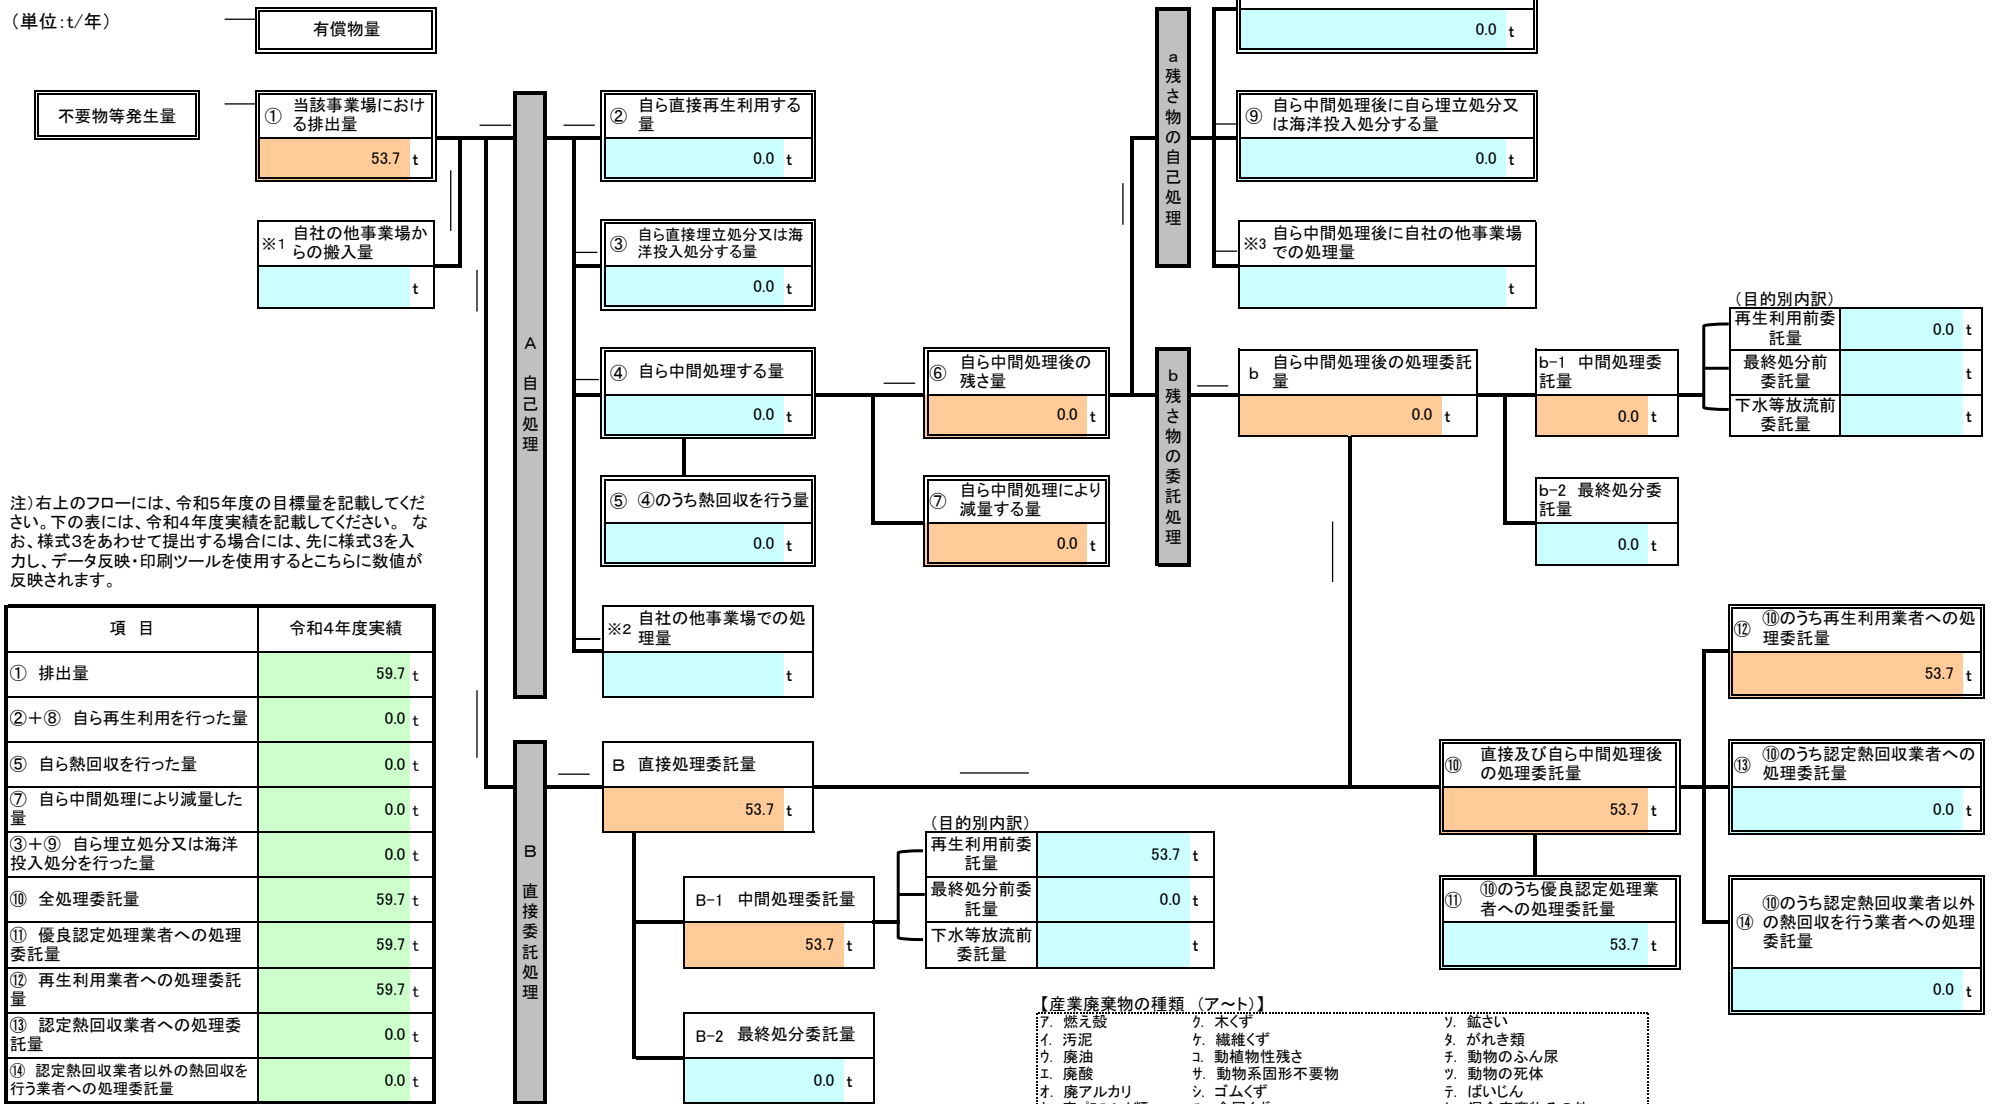 (単位:t/年)
有償物量
0.0 t
不要物等発生量
① 当該事業場におけ
る排出量
53.7 t
※1 自社の他事業場か
らの搬入量
t
A 自己処理
② 自ら直接再生利用する
量
0.0 t
③ 自ら直接埋立処分又は海
洋投入処分する量
0.0 t
④ 自ら中間処理する量
0.0 t
⑤ ④のうち熱回収を行う量
0.0 t
※2 自社の他事業場での処
理量
t
⑥ 自ら中間処理後の
残さ量
0.0 t
⑦ 自ら中間処理により
減量する量
0.0 t
a残さ物の自己処理
⑨ 自ら中間処理後に自ら埋立処分又
は海洋投入処分する量
0.0 t
※3 自ら中間処理後に自社の他事業場
での処理量
t
b残さ物の委託処理
b 自ら中間処理後の処理委託
量
0.0 t
b-1 中間処理委
託量
0.0 t
(目的別内訳)
再生利用前委
託量
0.0 t
最終処分前
委託量
t
下水等放流前
委託量
t
b-2 最終処分委
託量
0.0 t
注)右上のフローには、令和5年度の目標量を記載してくだ
さい。下の表には、令和4年度実績を記載してください。 な
お、様式3をあわせて提出する場合には、先に様式3を入
力し、データ反映・印刷ツールを使用するとこちらに数値が
反映されます。
項 目 令和4年度実績
① 排出量 59.7 t
②+⑧ 自ら再生利用を行った量 0.0 t
⑤ 自ら熱回収を行った量 0.0 t
⑦ 自ら中間処理により減量した
量 0.0 t
③+⑨ 自ら埋立処分又は海洋
投入処分を行った量 0.0 t
⑩ 全処理委託量 59.7 t
⑪ 優良認定処理業者への処理
委託量 59.7 t
⑫ 再生利用業者への処理委託
量 59.7 t
⑬ 認定熱回収業者への処理委
託量 0.0 t
⑭ 認定熱回収業者以外の熱回収を
行う業者への処理委託量 0.0 t
B 直接委託処理
B 直接処理委託量
53.7 t
B-1 中間処理委託量
53.7 t
B-2 最終処分委託量
0.0 t
(目的別内訳)
再生利用前委
託量
53.7 t
最終処分前委
託量
0.0 t
下水等放流前
委託量
t
⑩ 直接及び自ら中間処理後
の処理委託量
53.7 t
⑪ ⑩のうち優良認定処理業
者への処理委託量
53.7 t
⑫ ⑩のうち再生利用業者への処
理委託量
53.7 t
⑬ ⑩のうち認定熱回収業者への
処理委託量
0.0 t
⑭ ⑩のうち認定熱回収業者以外
の熱回収を行う業者への処理
委託量
0.0 t
【産業廃棄物の種類 (ア~ト)】
ア. 燃え殻 ク. 木くず ソ. 鉱さい
イ. 汚泥 ケ. 繊維くず タ. がれき類
ウ. 廃油 コ. 動植物性残さ チ. 動物のふん尿
エ. 廃酸 サ. 動物系固形不要物 ツ. 動物の死体
オ. 廃アルカリ シ. ゴムくず テ. ばいじん